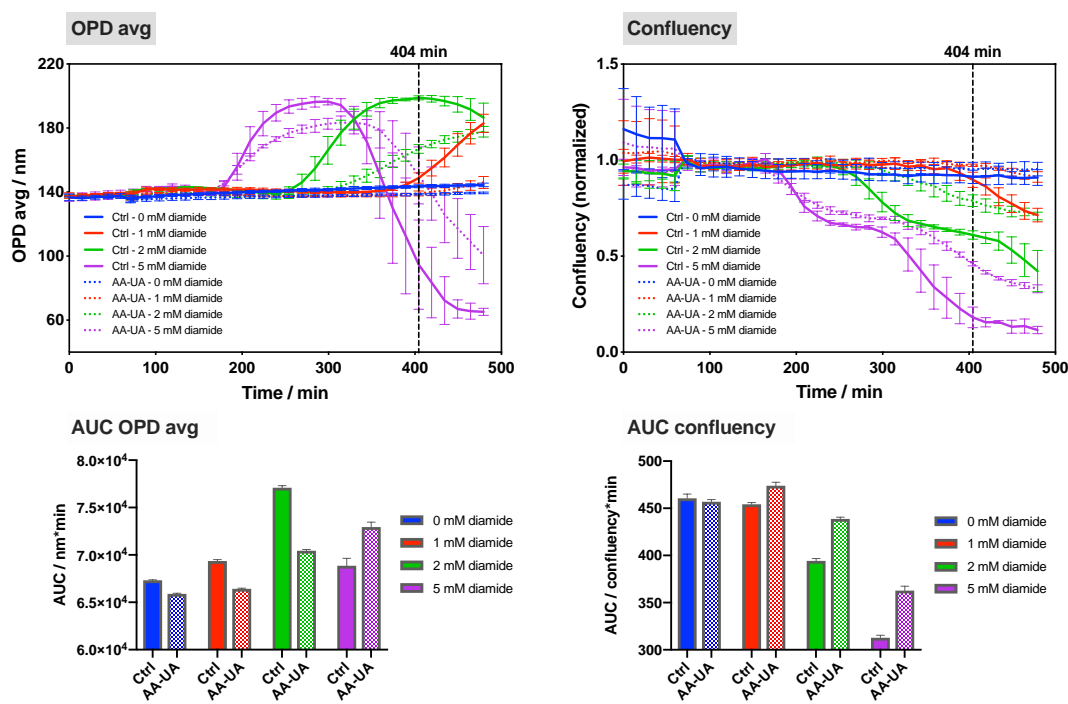 OPD avg
404 min
OPD avg / nm
220
180
140
100
60
Ctrl - 0 mM diamide
Ctrl - 1 mM diamide
Ctrl - 2 mM diamide
Ctrl - 5 mM diamide
AA-UA - 0 mM diamide
AA-UA - 1 mM diamide
AA-UA - 2 mM diamide
AA-UA - 5 mM diamide
0 100 200 300 400 500
Time / min
Confluency
404 min
Confluency (normalized)
1.5
1.0
0.5
0.0
Ctrl - 0 mM diamide
Ctrl - 1 mM diamide
Ctrl - 2 mM diamide
Ctrl - 5 mM diamide
AA-UA - 0 mM diamide
AA-UA - 1 mM diamide
AA-UA - 2 mM diamide
AA-UA - 5 mM diamide
0 100 200 300 400 500
Time / min
AUC OPD avg
AUC / nm*min
8.0×10⁴
7.5×10⁴
7.0×10⁴
6.5×10⁴
6.0×10⁴
0 mM diamide
1 mM diamide
2 mM diamide
5 mM diamide
Ctrl AA-UA Ctrl AA-UA Ctrl AA-UA Ctrl AA-UA
AUC confluency
AUC / confluency*min
500
450
400
350
300
0 mM diamide
1 mM diamide
2 mM diamide
5 mM diamide
Ctrl AA-UA Ctrl AA-UA Ctrl AA-UA Ctrl AA-UA